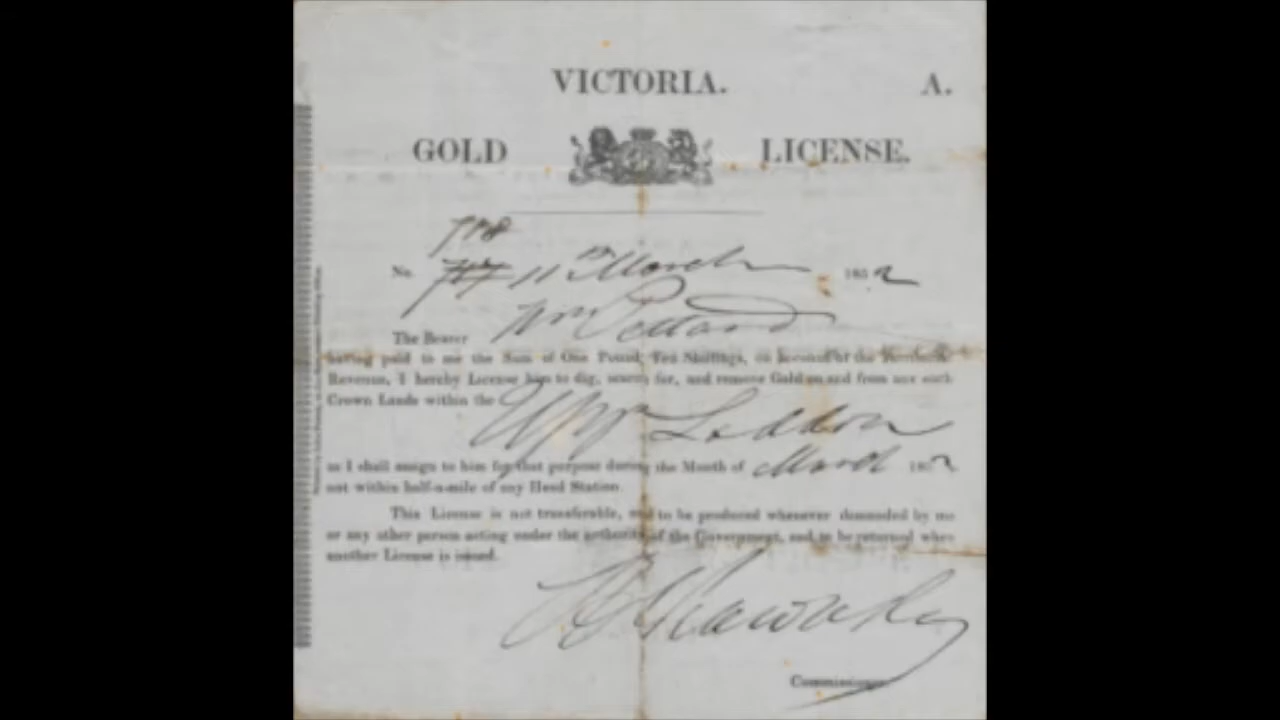 VICTORIA. A.
GOLD LICENSE.
718
No. 717 11th March 1852
Wm
The Bearer
having paid to me the Sum of One Pound Ten Shillings, on account of the Territorial
Revenue, I hereby License him to dig, search for, and remove Gold on and from any such
Crown Lands within the Upper Loddon
as I shall assign to him for that purpose during the Month of March 1852
not within half-a-mile of any Head Station.
This License is not transferable, and to be produced whenever demanded by me
or any other person acting under the authority of the Government, and to be returned when
another License is issued.
Commissioner